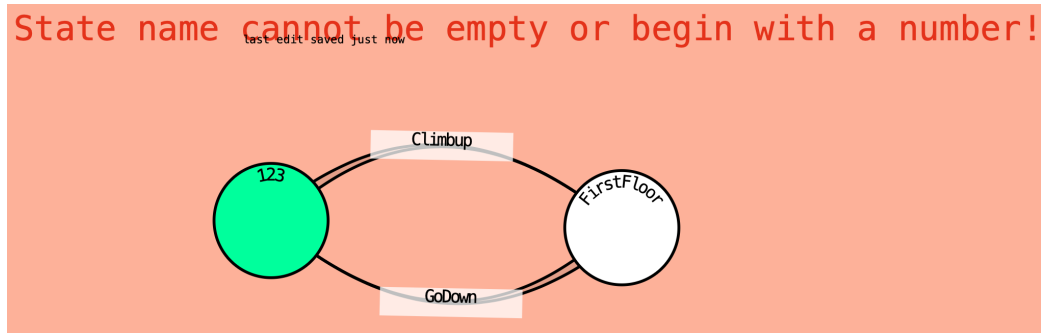 State name cannot be empty or begin with a number!
last edit saved just now
Climbup
123
FirstFloor
GoDown